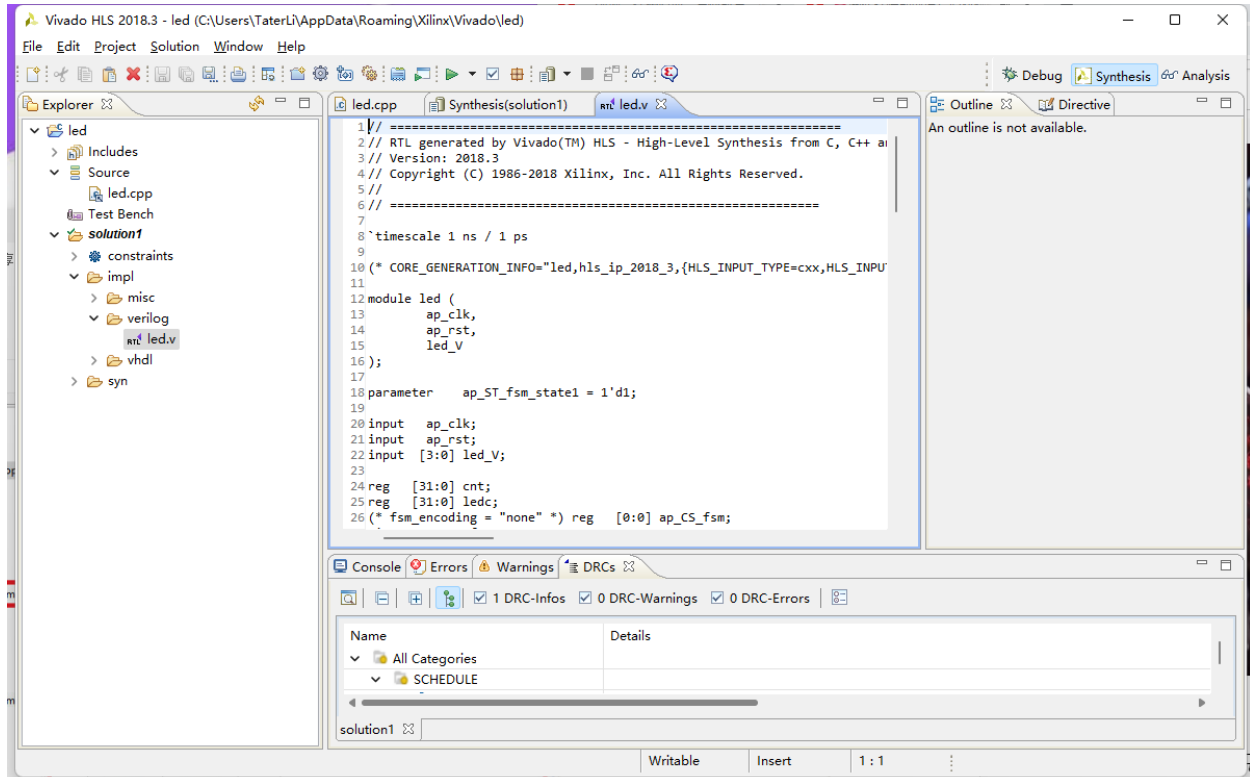 Vivado HLS 2018.3 - led (C:\Users\TaterLi\AppData\Roaming\Xilinx\Vivado\led)
File Edit Project Solution Window Help
Debug Synthesis Analysis
Explorer
led
Includes
Source
led.cpp
Test Bench
solution1
constraints
impl
misc
verilog
RTL led.v
vhdl
syn
led.cpp Synthesis(solution1) RTL led.v
1 // ==============================================================
2 // RTL generated by Vivado(TM) HLS - High-Level Synthesis from C, C++
3 // Version: 2018.3
4 // Copyright (C) 1986-2018 Xilinx, Inc. All Rights Reserved.
5 //
6 // ===========================================================
7
8 `timescale 1 ns / 1 ps
9
10 (* CORE_GENERATION_INFO="led,hls_ip_2018_3,{HLS_INPUT_TYPE=cxx,HLS_INPU
11
12 module led (
13 ap_clk,
14 ap_rst,
15 led_V
16 );
17
18 parameter ap_ST_fsm_state1 = 1'd1;
19
20 input ap_clk;
21 input ap_rst;
22 input [3:0] led_V;
23
24 reg [31:0] cnt;
25 reg [31:0] ledc;
26 (* fsm_encoding = "none" *) reg [0:0] ap_CS_fsm;
Outline Directive
An outline is not available.
Console Errors Warnings DRCs
1 DRC-Infos 0 DRC-Warnings 0 DRC-Errors
Name Details
All Categories
SCHEDULE
solution1
Writable Insert 1 : 1